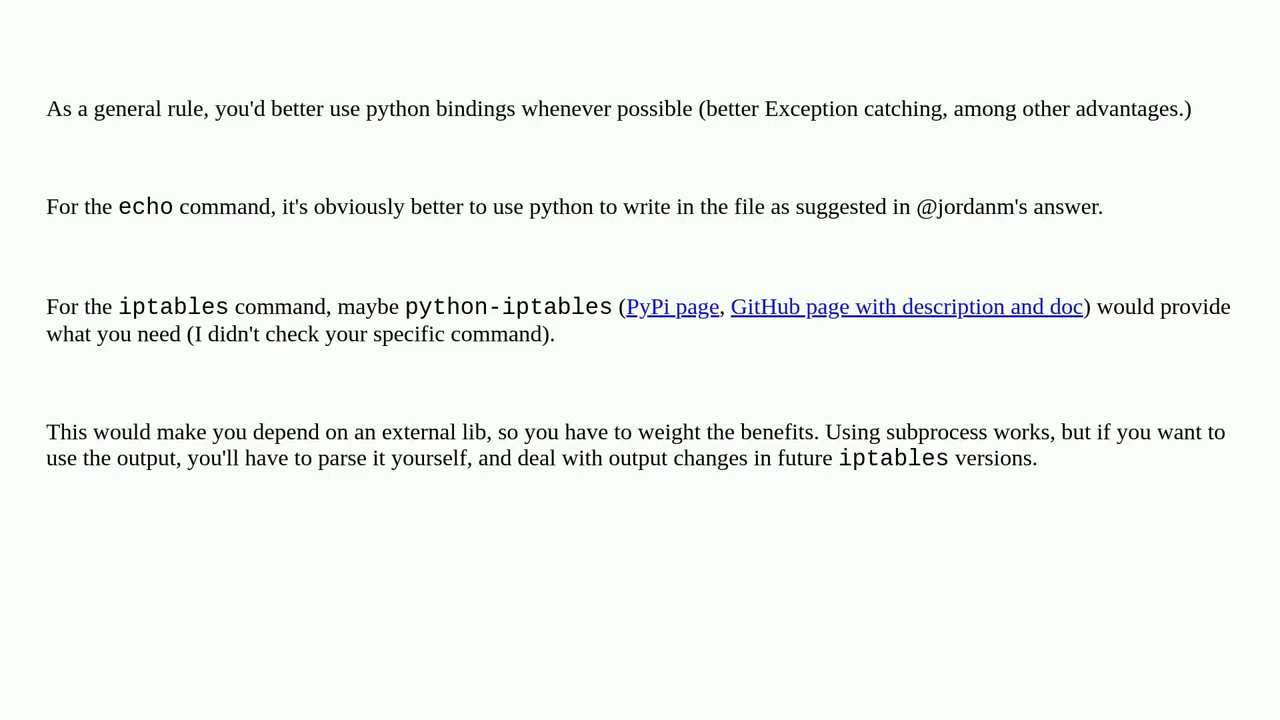 As a general rule, you'd better use python bindings whenever possible (better Exception catching, among other advantages.)
For the echo command, it's obviously better to use python to write in the file as suggested in @jordanm's answer.
For the iptables command, maybe python-iptables (PyPi page, GitHub page with description and doc) would provide
what you need (I didn't check your specific command).
This would make you depend on an external lib, so you have to weight the benefits. Using subprocess works, but if you want to
use the output, you'll have to parse it yourself, and deal with output changes in future iptables versions.